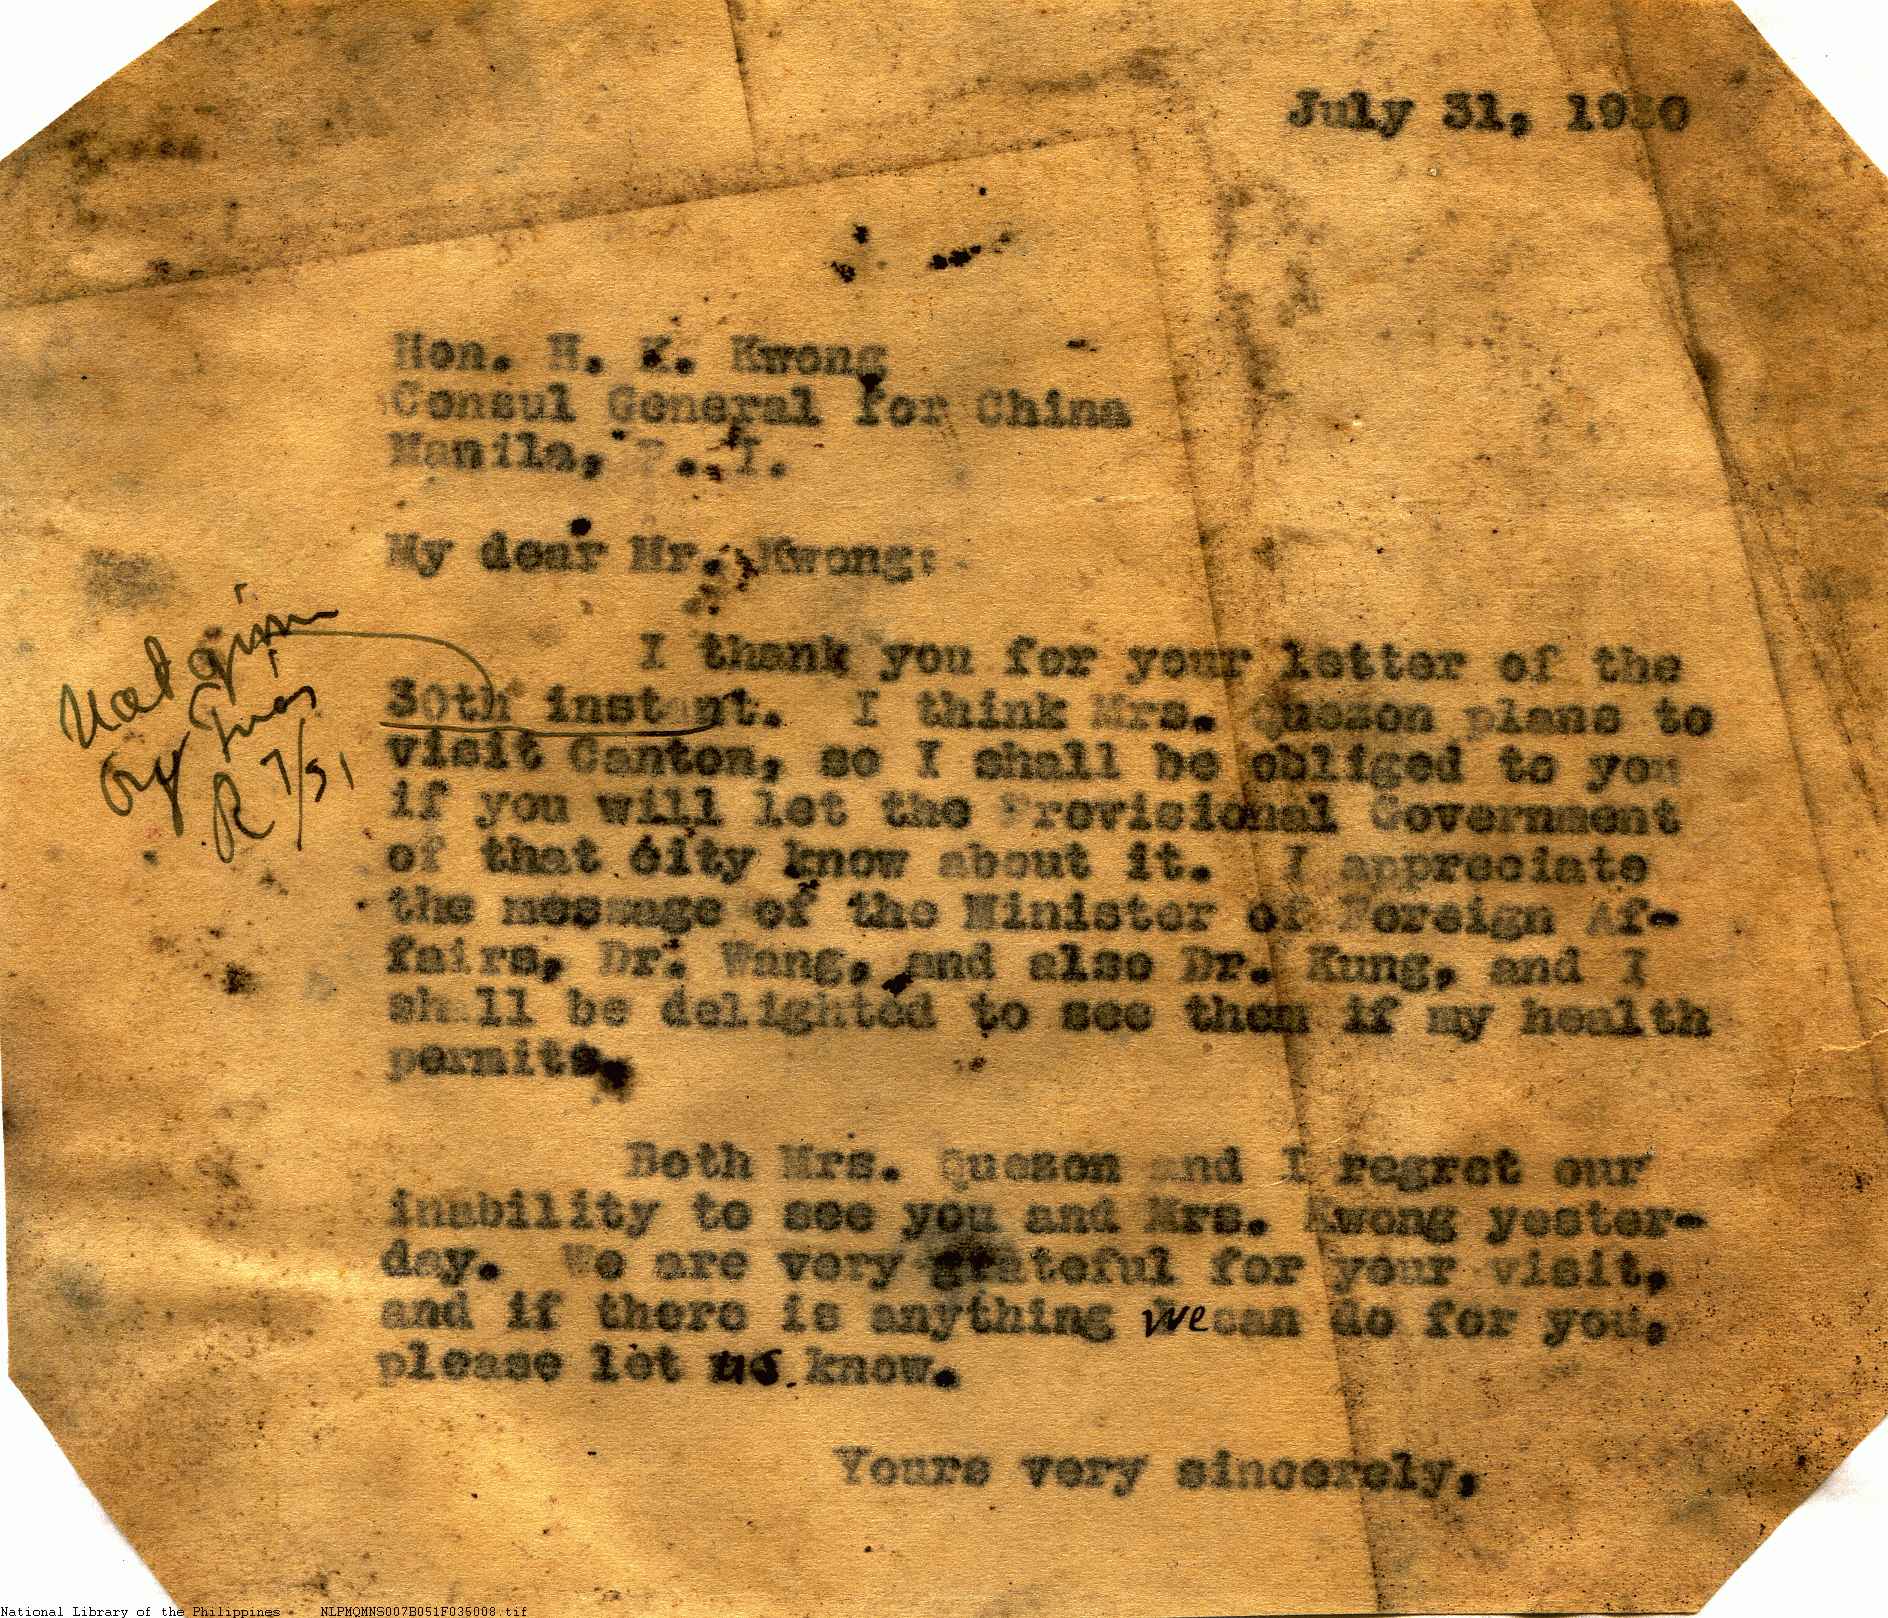 July 31, 1930
Hon. H. K. Kwong
Consul General for China
Manila, P. I.
My dear Mr. Kwong:
I thank you for your letter of the
30th instant. I think Mrs. Quezon plans to
visit Canton, so I shall be obliged to you
if you will let the Provisional Government
of that city know about it. I appreciate
the message of the Minister of Foreign Af-
fairs, Dr. Wang, and also Dr. Kung, and I
shall be delighted to see them if my health
permits.
Both Mrs. Quezon and I regret our
inability to see you and Mrs. Kwong yester-
day. We are very grateful for your visit,
and if there is anything we can do for you,
please let us know.
Yours very sincerely,
R 7/31
National Library of the Philippines NLPMQMNS007B051F035008.tif